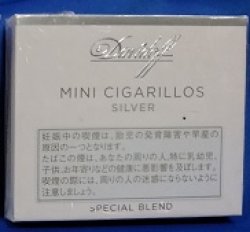 Davidoff
MINI CIGARILLOS
SILVER
妊娠中の喫煙は、胎児の発育障害や早産の
原因の一つとなります。
たばこの煙は、あなたの周りの人、特に乳幼児、
子供、お年寄りなどの健康に悪影響を及ぼします。
喫煙の際には、周りの人の迷惑にならないように
注意しましょう。
SPECIAL BLEND